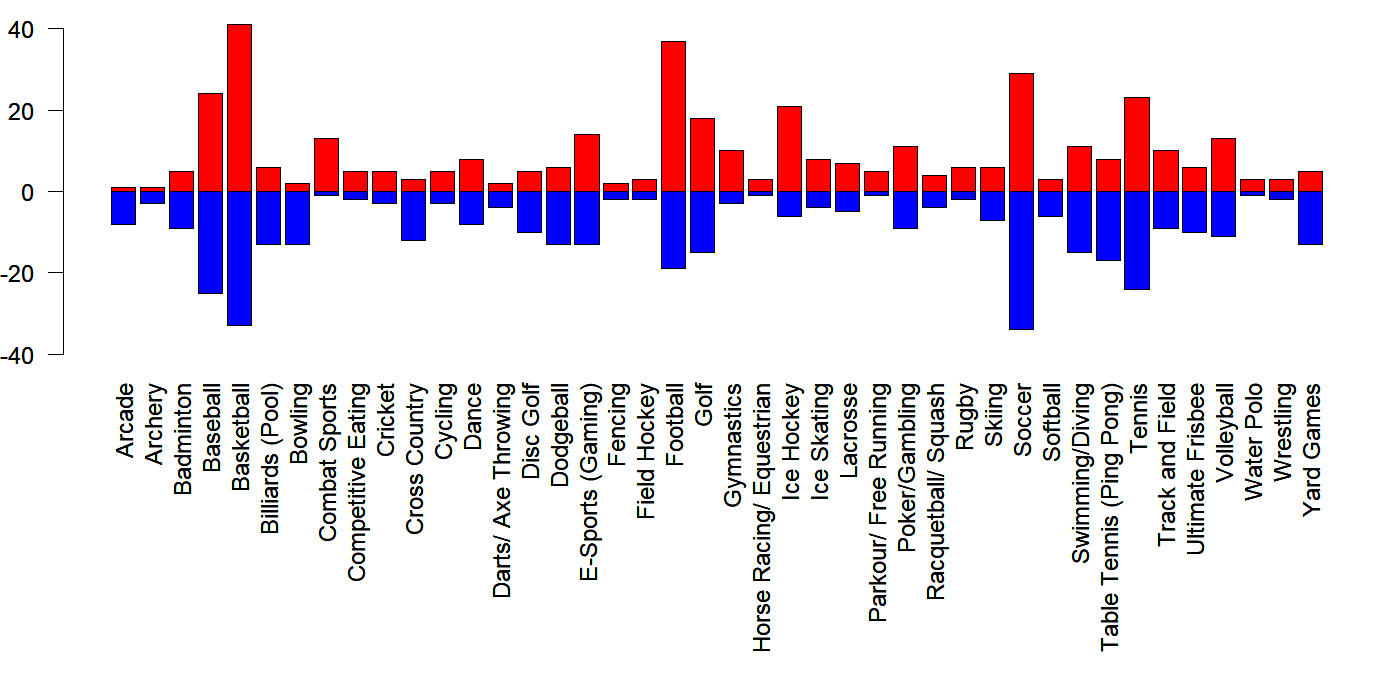 40
20
0
-20
-40
Arcade
Archery
Badminton
Baseball
Basketball
Billiards (Pool)
Bowling
Combat Sports
Competitive Eating
Cricket
Cross Country
Cycling
Dance
Darts/ Axe Throwing
Disc Golf
Dodgeball
E-Sports (Gaming)
Fencing
Field Hockey
Football
Golf
Gymnastics
Horse Racing/ Equestrian
Ice Hockey
Ice Skating
Lacrosse
Parkour/ Free Running
Poker/Gambling
Racquetball/ Squash
Rugby
Skiing
Soccer
Softball
Swimming/Diving
Table Tennis (Ping Pong)
Tennis
Track and Field
Ultimate Frisbee
Volleyball
Water Polo
Wrestling
Yard Games